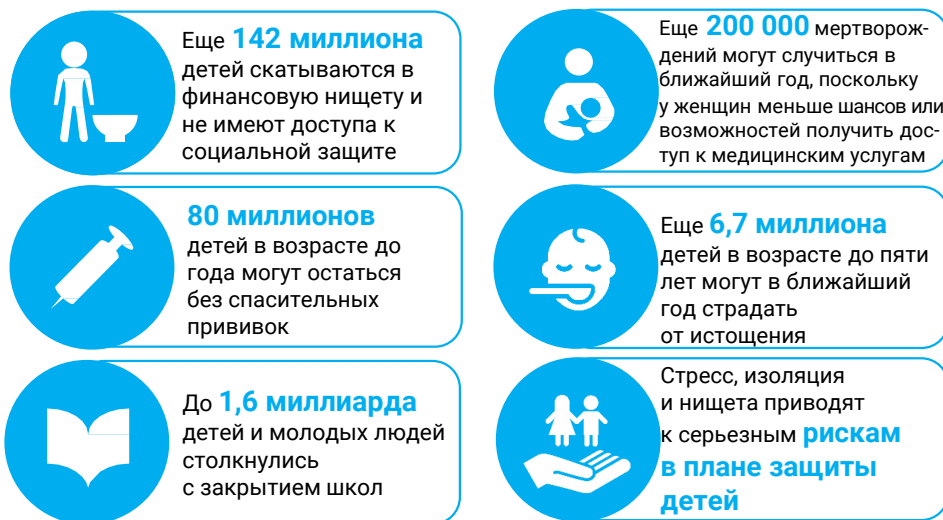 Еще 142 миллиона
детей скатываются в
финансовую нищету и
не имеют доступа к
социальной защите
Еще 200 000 мертворож-
дений могут случиться в
ближайший год, поскольку
у женщин меньше шансов или
возможностей получить дос-
туп к медицинским услугам
80 миллионов
детей в возрасте до
года могут остаться
без спасительных
прививок
Еще 6,7 миллиона
детей в возрасте до пяти
лет могут в ближайший
год страдать
от истощения
До 1,6 миллиарда
детей и молодых людей
столкнулись
с закрытием школ
Стресс, изоляция
и нищета приводят
к серьезным рискам
в плане защиты
детей